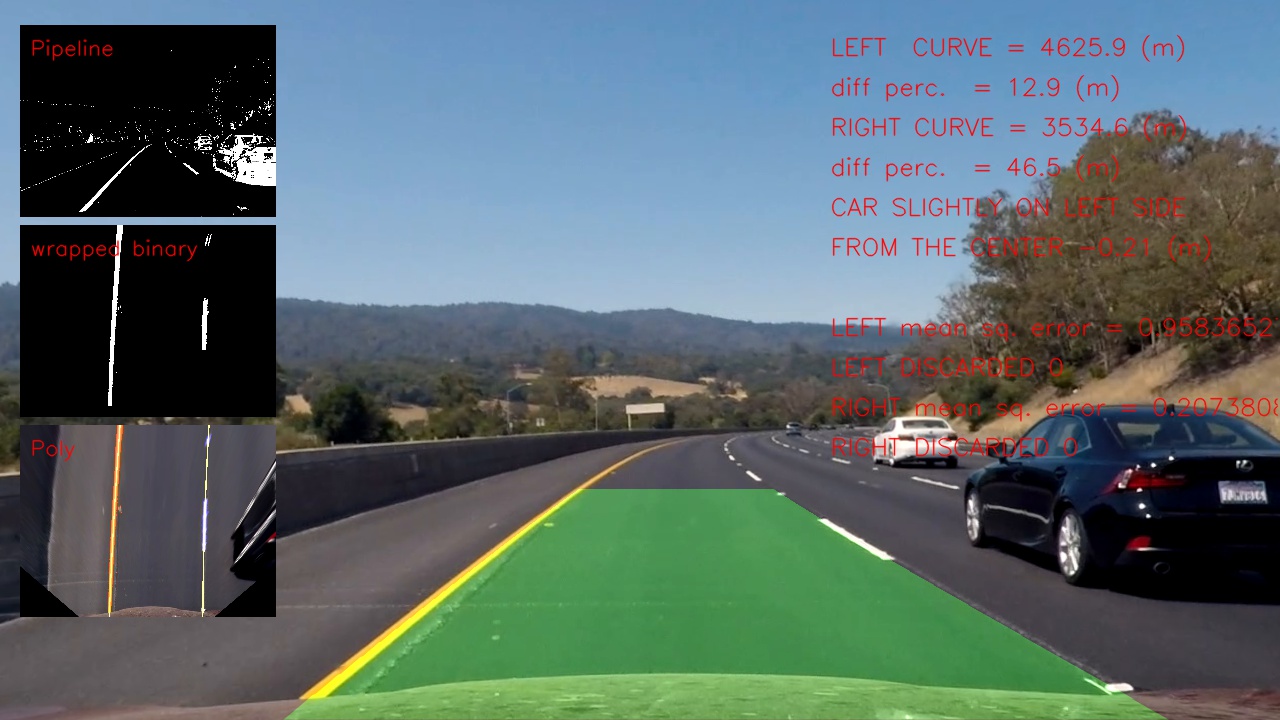 Pipeline
wrapped binary
Poly
LEFT CURVE = 4625.9 (m)
diff perc. = 12.9 (m)
RIGHT CURVE = 3534.6 (m)
diff perc. = 46.5 (m)
CAR SLIGHTLY ON LEFT SIDE
FROM THE CENTER -0.21 (m)
LEFT mean sq. error = 0.9583652
LEFT DISCARDED 0
RIGHT mean sq. error = 0.2073808
RIGHT DISCARDED 0